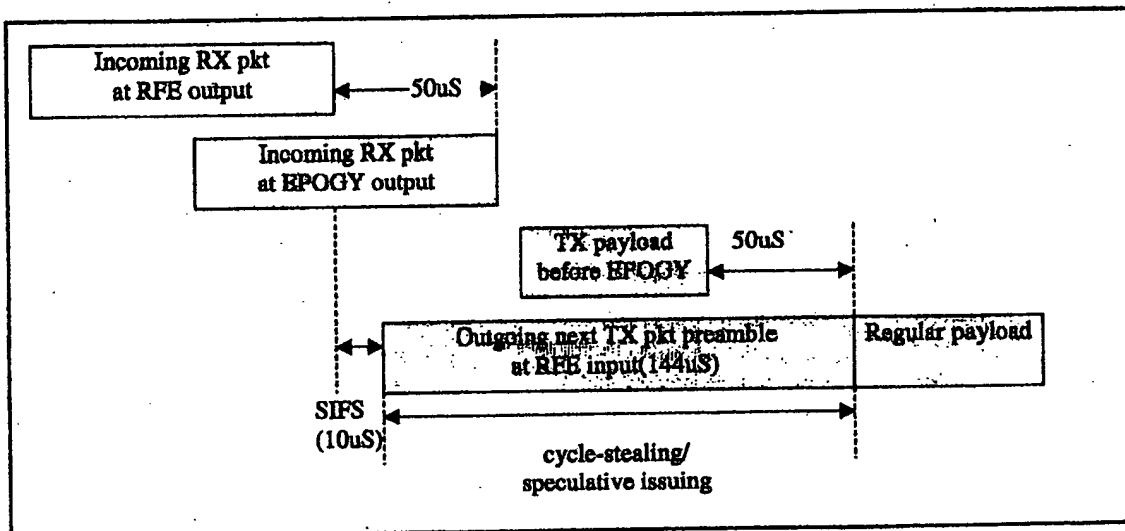 Incoming RX pkt
at RFE output
50uS
Incoming RX pkt
at EPOGY output
TX payload
before EPOGY
50uS
Outgoing next TX pkt preamble
at RFE input(144uS)
Regular payload
SIFS
(10uS)
cycle-stealing/
speculative issuing